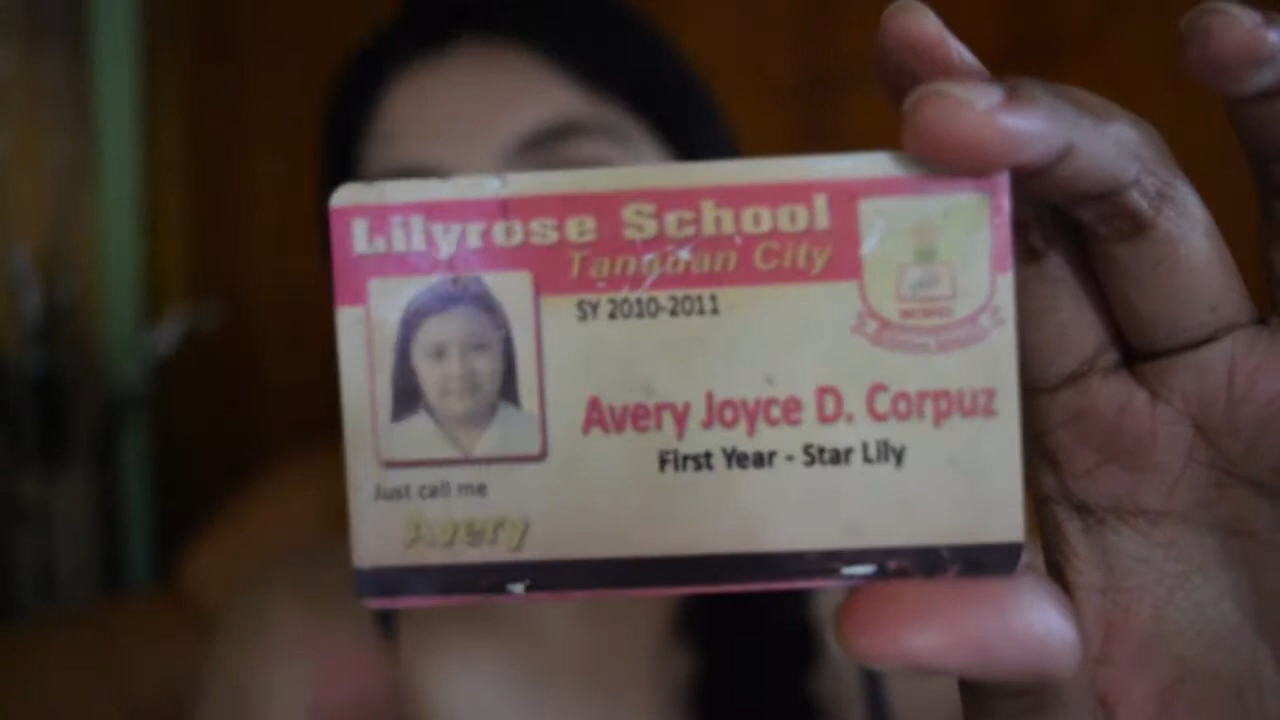 Lilyrose School
Tanauan City
SY 2010-2011
Avery Joyce D. Corpuz
First Year - Star Lily
Just call me
Avery